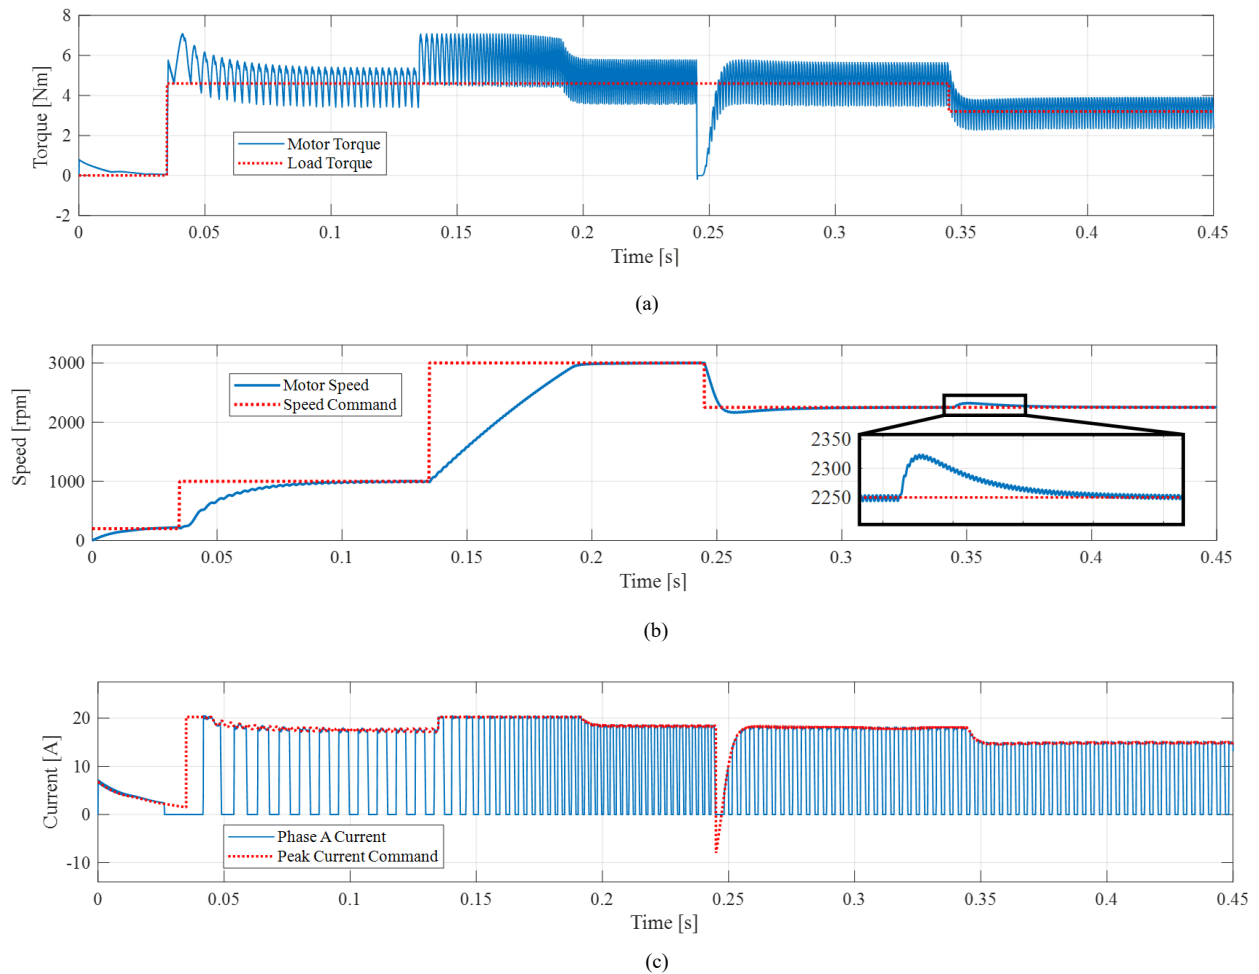 8
6
4
2
0
-2
Torque [Nm]
Motor Torque
Load Torque
0 0.05 0.1 0.15 0.2 0.25 0.3 0.35 0.4 0.45
Time [s]
(a)
3000
2000
1000
0
Speed [rpm]
Motor Speed
Speed Command
2350
2300
2250
0 0.05 0.1 0.15 0.2 0.25 0.3 0.35 0.4 0.45
Time [s]
(b)
20
10
0
-10
Current [A]
Phase A Current
Peak Current Command
0 0.05 0.1 0.15 0.2 0.25 0.3 0.35 0.4 0.45
Time [s]
(c)